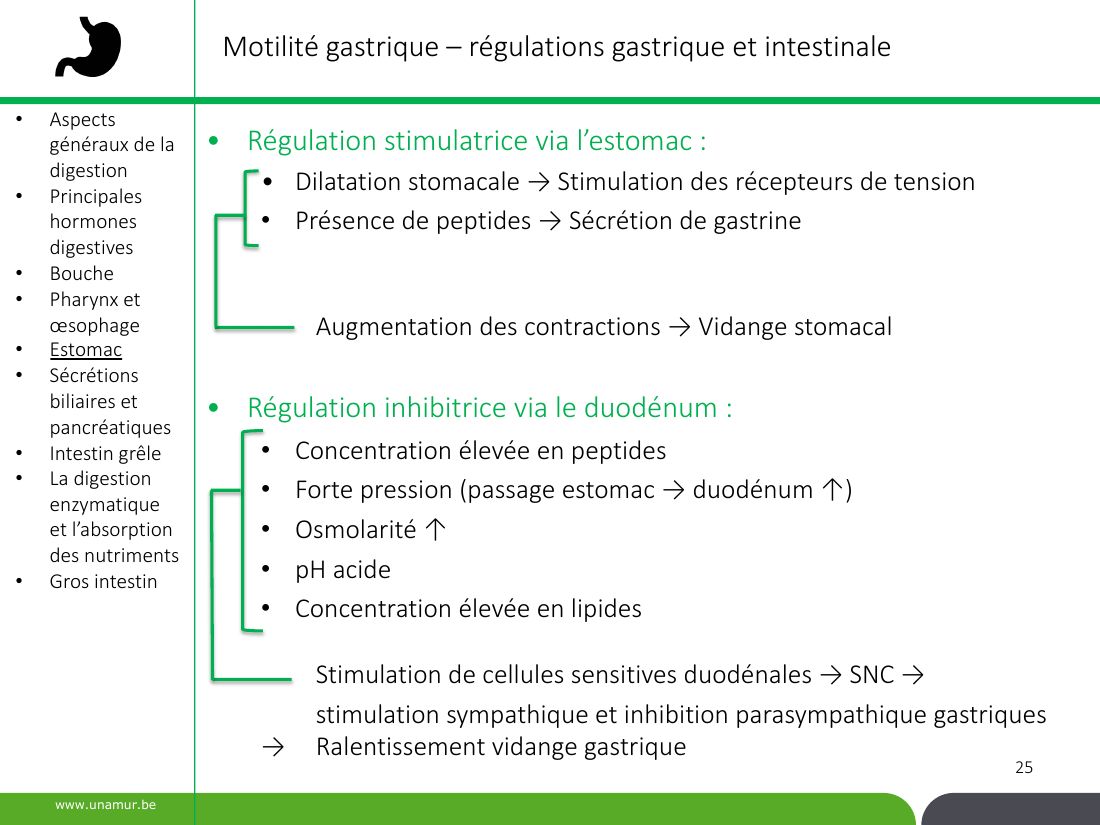 Motilité gastrique – régulations gastrique et intestinale
• Aspects
généraux de la
digestion
• Principales
hormones
digestives
• Bouche
• Pharynx et
œsophage
• Estomac
• Sécrétions
biliaires et
pancréatiques
• Intestin grêle
• La digestion
enzymatique
et l’absorption
des nutriments
• Gros intestin
• Régulation stimulatrice via l’estomac :
• Dilatation stomacale → Stimulation des récepteurs de tension
• Présence de peptides → Sécrétion de gastrine
Augmentation des contractions → Vidange stomacal
• Régulation inhibitrice via le duodénum :
• Concentration élevée en peptides
• Forte pression (passage estomac → duodénum ↑)
• Osmolarité ↑
• pH acide
• Concentration élevée en lipides
Stimulation de cellules sensitives duodénales → SNC →
stimulation sympathique et inhibition parasympathique gastriques
→ Ralentissement vidange gastrique
25
www.unamur.be